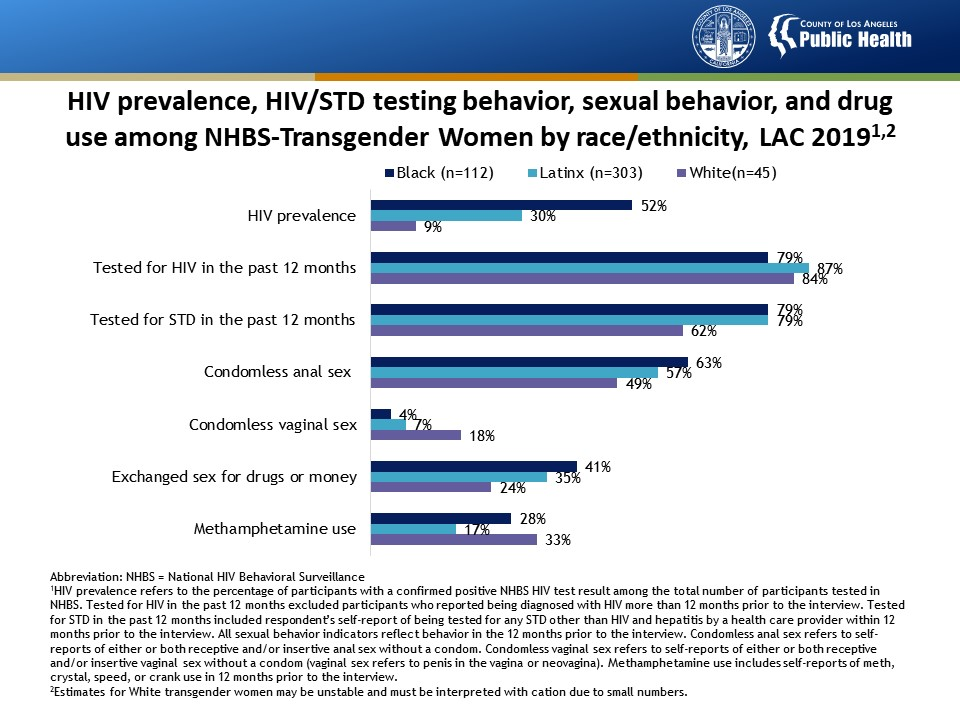 COUNTY OF LOS ANGELES
CALIFORNIA
COUNTY OF LOS ANGELES
Public Health
HIV prevalence, HIV/STD testing behavior, sexual behavior, and drug
use among NHBS-Transgender Women by race/ethnicity, LAC 2019¹,²
Black (n=112) Latinx (n=303) White(n=45)
HIV prevalence
52%
30%
9%
Tested for HIV in the past 12 months
79%
87%
84%
Tested for STD in the past 12 months
79%
79%
62%
Condomless anal sex
63%
57%
49%
Condomless vaginal sex
4%
7%
18%
Exchanged sex for drugs or money
41%
35%
24%
Methamphetamine use
28%
17%
33%
Abbreviation: NHBS = National HIV Behavioral Surveillance
¹HIV prevalence refers to the percentage of participants with a confirmed positive NHBS HIV test result among the total number of participants tested in
NHBS. Tested for HIV in the past 12 months excluded participants who reported being diagnosed with HIV more than 12 months prior to the interview. Tested
for STD in the past 12 months included respondent's self-report of being tested for any STD other than HIV and hepatitis by a health care provider within 12
months prior to the interview. All sexual behavior indicators reflect behavior in the 12 months prior to the interview. Condomless anal sex refers to self-
reports of either or both receptive and/or insertive anal sex without a condom. Condomless vaginal sex refers to self-reports of either or both receptive
and/or insertive vaginal sex without a condom (vaginal sex refers to penis in the vagina or neovagina). Methamphetamine use includes self-reports of meth,
crystal, speed, or crank use in 12 months prior to the interview.
²Estimates for White transgender women may be unstable and must be interpreted with cation due to small numbers.